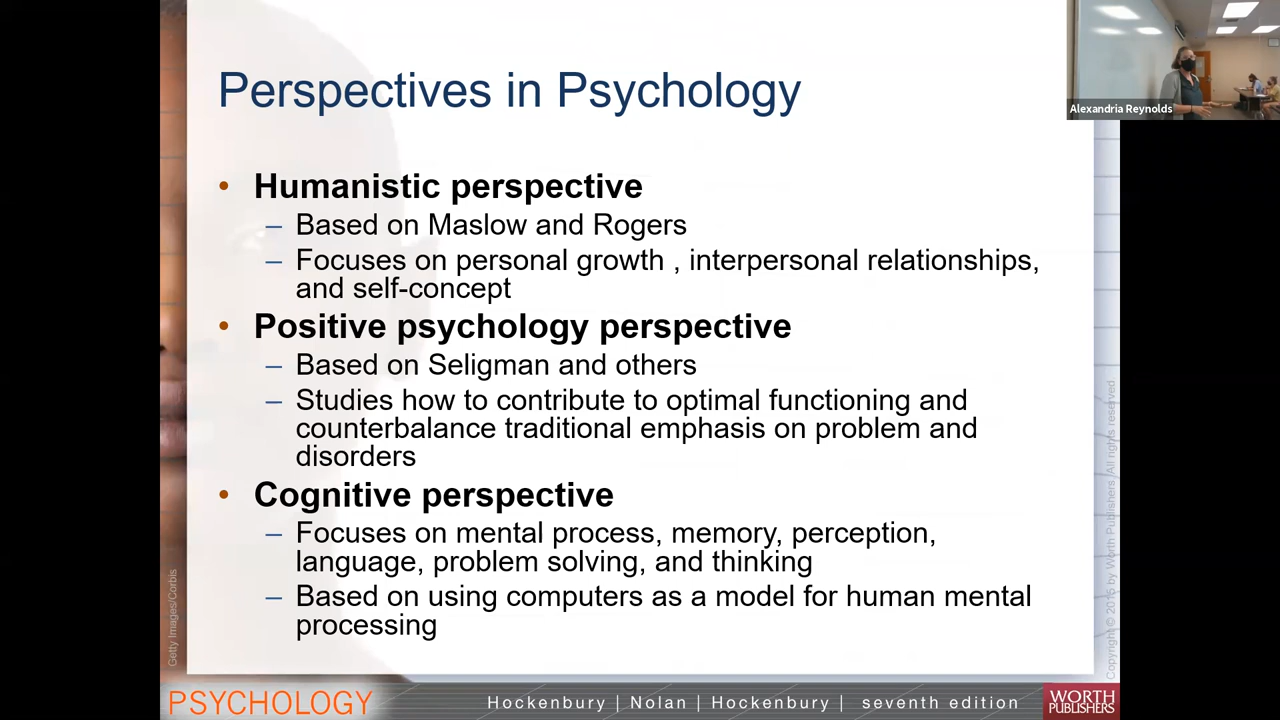 Perspectives in Psychology
Alexandria Reynolds
• Humanistic perspective
– Based on Maslow and Rogers
– Focuses on personal growth , interpersonal relationships,
and self-concept
• Positive psychology perspective
– Based on Seligman and others
– Studies how to contribute to optimal functioning and
counterbalance traditional emphasis on problem and
disorders
• Cognitive perspective
– Focuses on mental process, memory, perception,
language, problem solving, and thinking
– Based on using computers as a model for human mental
processing
Getty Images/Corbis
Copyright © by Worth Publishers. All rights reserved
PSYCHOLOGY
Hockenbury | Nolan | Hockenbury | seventh edition
WORTH
PUBLISHERS